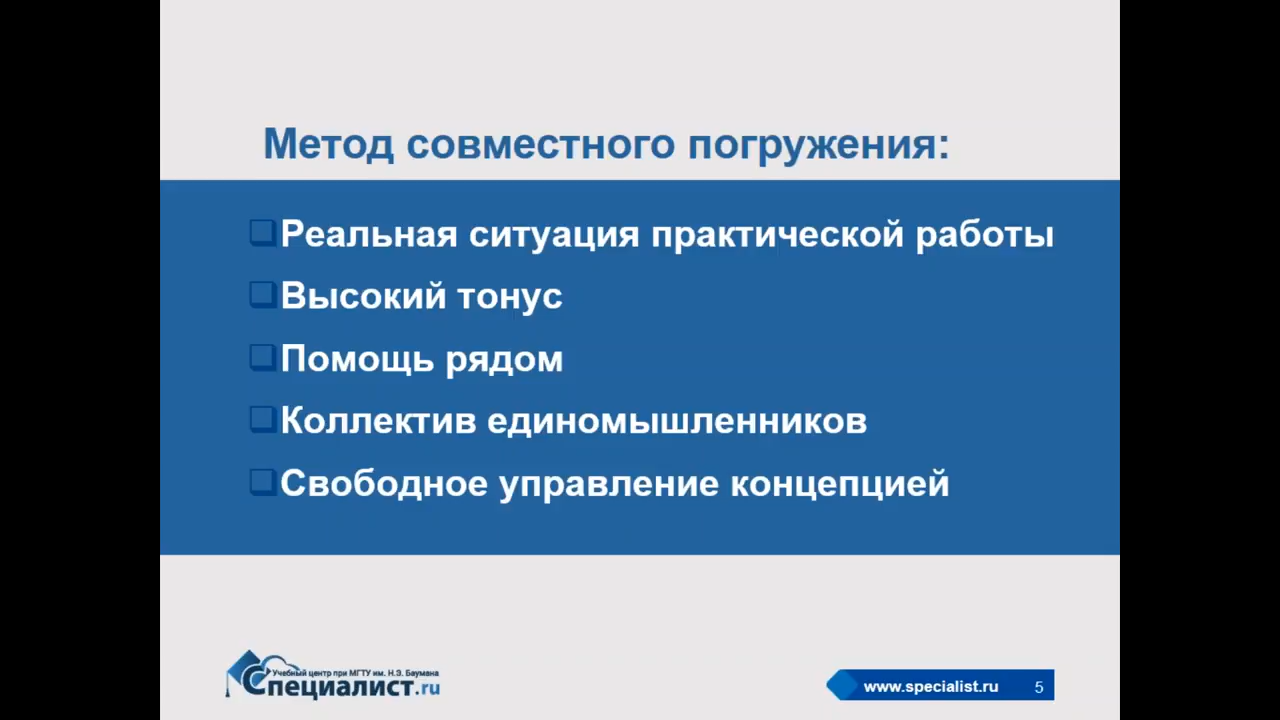 Метод совместного погружения:
Реальная ситуация практической работы
Высокий тонус
Помощь рядом
Коллектив единомышленников
Свободное управление концепцией
Учебный центр при МГТУ им. Н.Э. Баумана
Специалист.ru
www.specialist.ru 5